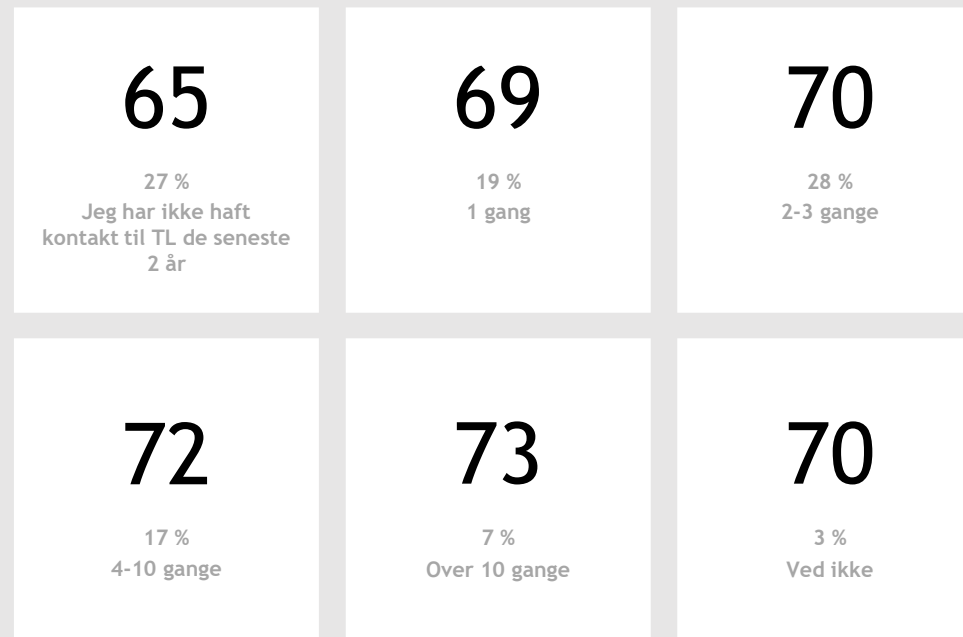 65
27 %
Jeg har ikke haft
kontakt til TL de seneste
2 år
69
19 %
1 gang
70
28 %
2-3 gange
72
17 %
4-10 gange
73
7 %
Over 10 gange
70
3 %
Ved ikke